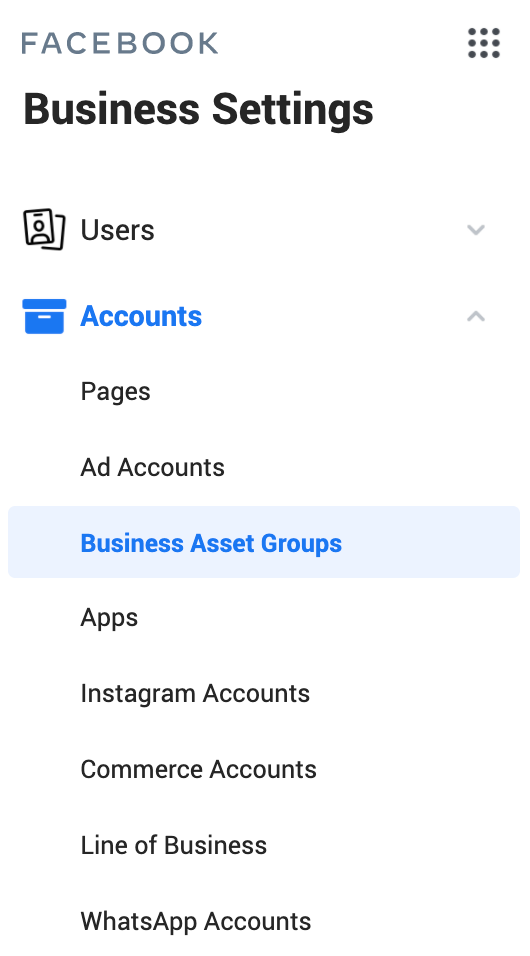 FACEBOOK
Business Settings
Users
Accounts
Pages
Ad Accounts
Business Asset Groups
Apps
Instagram Accounts
Commerce Accounts
Line of Business
WhatsApp Accounts